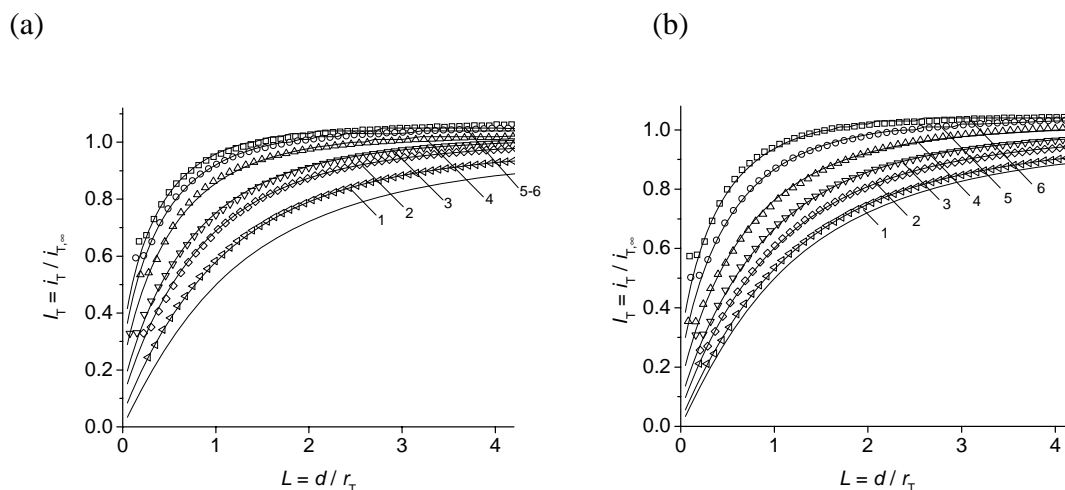 (a)
(b)
1.0
0.8
0.6
0.4
0.2
0.0
0 1 2 3 4
I_T = i_T / i_T,∞
L = d / r_T
1
2
3
4
5-6
1.0
0.8
0.6
0.4
0.2
0.0
0 1 2 3 4
I_T = i_T / i_T,∞
L = d / r_T
1
2
3
4
5
6